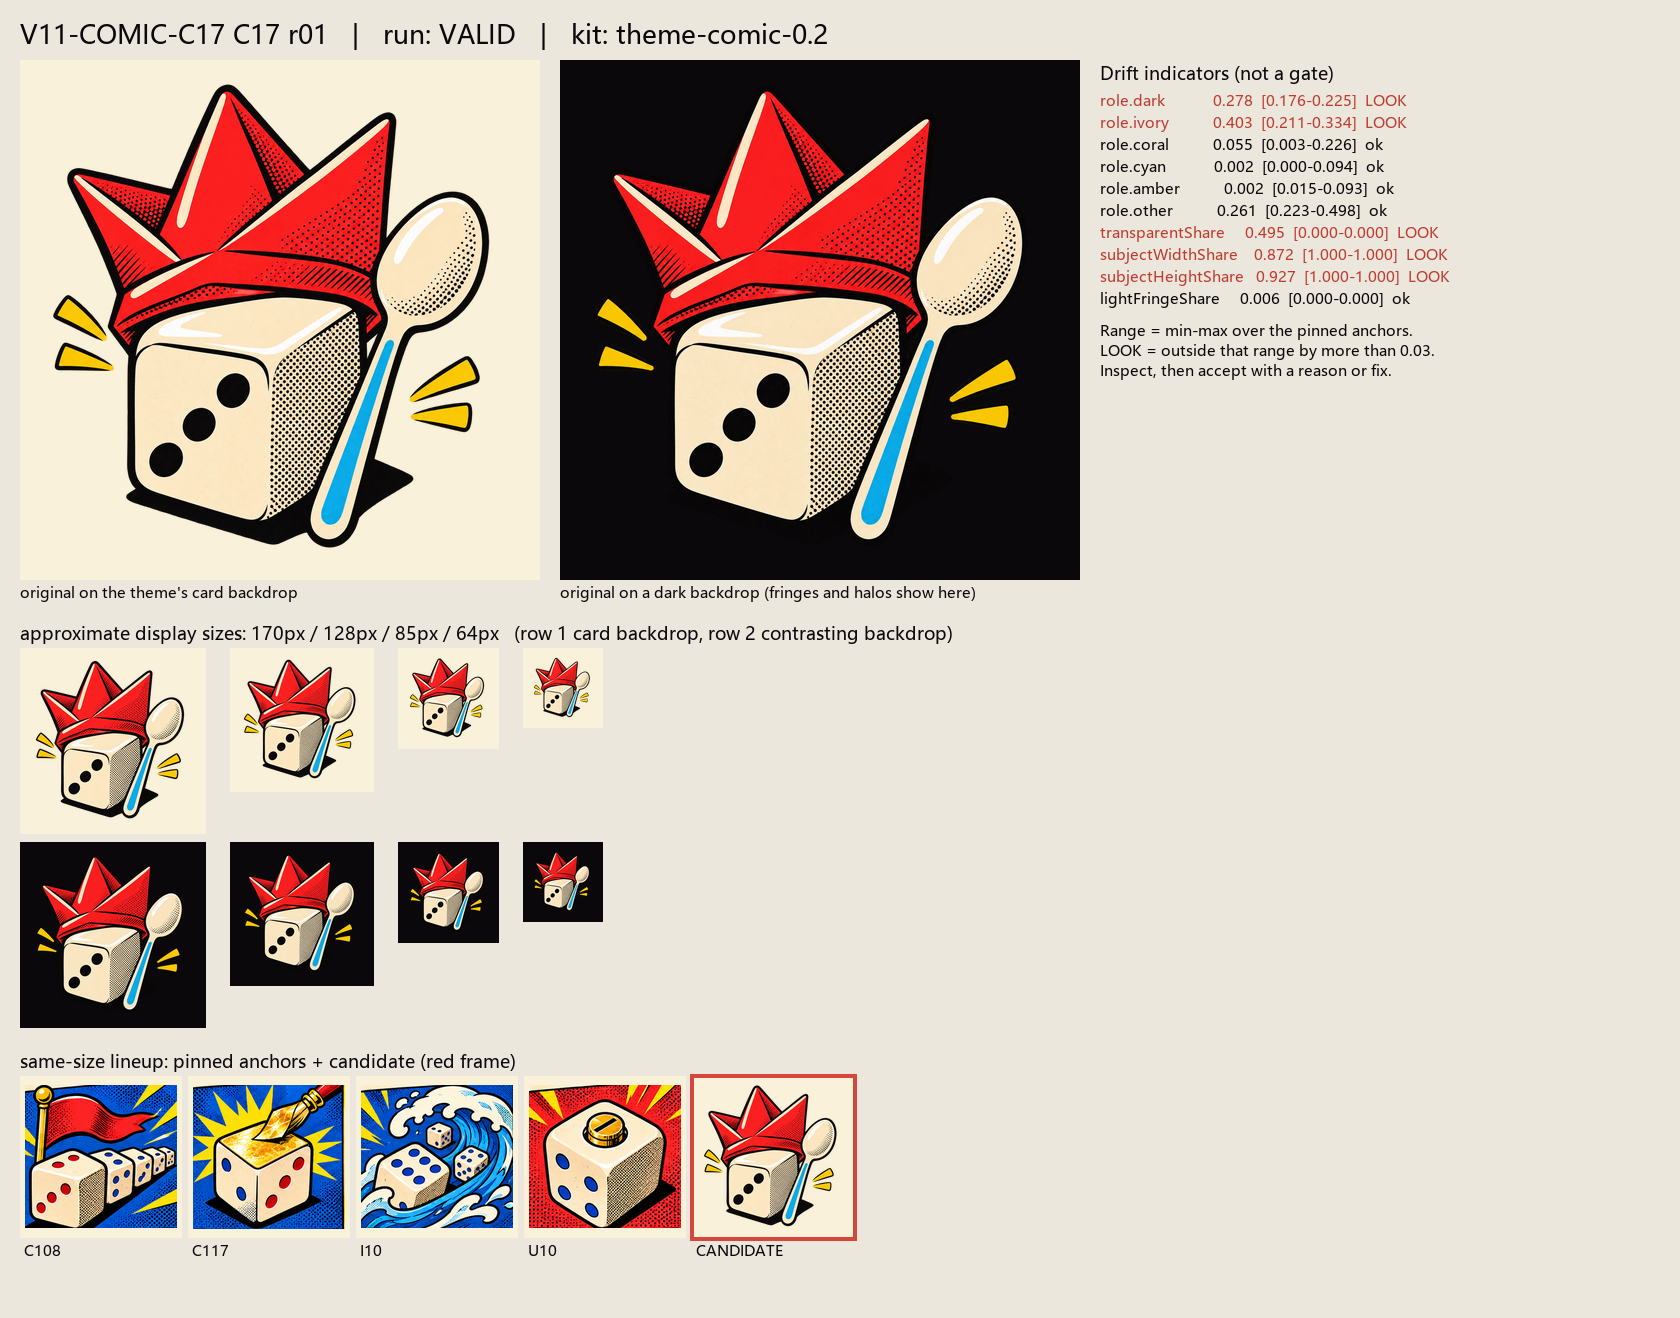 V11-COMIC-C17 C17 r01 | run: VALID | kit: theme-comic-0.2
Drift indicators (not a gate)
role.dark 0.278 [0.176-0.225] LOOK
role.ivory 0.403 [0.211-0.334] LOOK
role.coral 0.055 [0.003-0.226] ok
role.cyan 0.002 [0.000-0.094] ok
role.amber 0.002 [0.015-0.093] ok
role.other 0.261 [0.223-0.498] ok
transparentShare 0.495 [0.000-0.000] LOOK
subjectWidthShare 0.872 [1.000-1.000] LOOK
subjectHeightShare 0.927 [1.000-1.000] LOOK
lightFringeShare 0.006 [0.000-0.000] ok
Range = min-max over the pinned anchors.
LOOK = outside that range by more than 0.03.
Inspect, then accept with a reason or fix.
original on the theme's card backdrop
original on a dark backdrop (fringes and halos show here)
approximate display sizes: 170px / 128px / 85px / 64px (row 1 card backdrop, row 2 contrasting backdrop)
same-size lineup: pinned anchors + candidate (red frame)
C108
C117
I10
U10
CANDIDATE